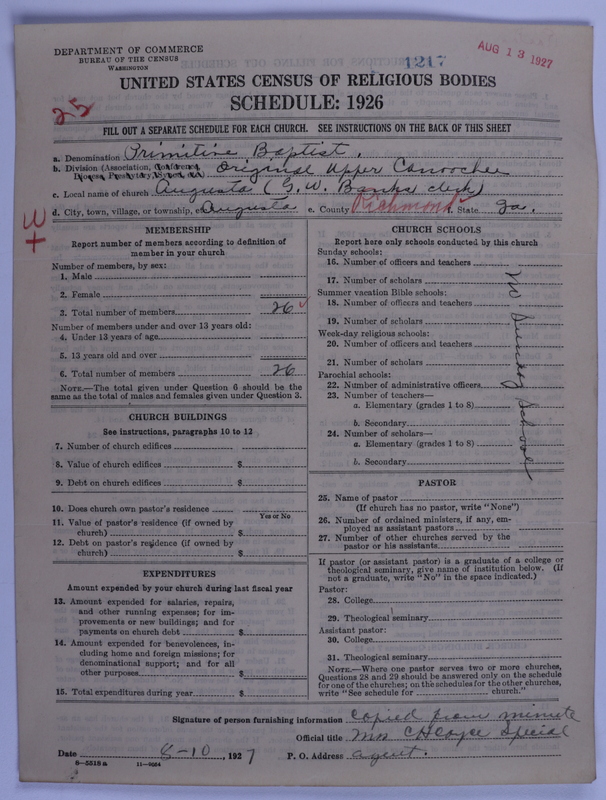 DEPARTMENT OF COMMERCE
BUREAU OF THE CENSUS
WASHINGTON
1217
AUG 13 1927
UNITED STATES CENSUS OF RELIGIOUS BODIES
SCHEDULE: 1926
25
FILL OUT A SEPARATE SCHEDULE FOR EACH CHURCH. SEE INSTRUCTIONS ON THE BACK OF THIS SHEET
a. Denomination Primitive Baptist.
b. Division (Association, Conference, Diocese, Presbytery, Synod, etc.) Original Upper Canoochee
c. Local name of church Augusta (G.W. Banks clerk)
d. City, town, village, or township, etc. Augusta e. County Richmond State Ga.
MEMBERSHIP
Report number of members according to definition of
member in your church
Number of members, by sex:
1. Male
2. Female
3. Total number of members 26
Number of members under and over 13 years old:
4. Under 13 years of age
5. 13 years old and over
6. Total number of members 26
NOTE.—The total given under Question 6 should be the
same as the total of males and females given under Question 3.
CHURCH BUILDINGS
See instructions, paragraphs 10 to 12
7. Number of church edifices
8. Value of church edifices $
9. Debt on church edifices $
10. Does church own pastor's residence
Yes or No
11. Value of pastor's residence (if owned by
church) $
12. Debt on pastor's residence (if owned by
church) $
EXPENDITURES
Amount expended by your church during last fiscal year
13. Amount expended for salaries, repairs,
and other running expenses; for im-
provements or new buildings; and for
payments on church debt $
14. Amount expended for benevolences, in-
cluding home and foreign missions; for
denominational support; and for all
other purposes $
15. Total expenditures during year $
CHURCH SCHOOLS
Report here only schools conducted by this church
Sunday schools:
16. Number of officers and teachers
17. Number of scholars
Summer vacation Bible schools:
18. Number of officers and teachers
19. Number of scholars
Week-day religious schools:
20. Number of officers and teachers
21. Number of scholars
Parochial schools:
22. Number of administrative officers
23. Number of teachers—
a. Elementary (grades 1 to 8)
b. Secondary
24. Number of scholars—
a. Elementary (grades 1 to 8)
b. Secondary
No Sunday School
PASTOR
25. Name of pastor
(If church has no pastor, write "None")
26. Number of ordained ministers, if any, em-
ployed as assistant pastors
27. Number of other churches served by the
pastor or his assistants
If pastor (or assistant pastor) is a graduate of a college or
theological seminary, give name of institution below. (If
not a graduate, write "No" in the space indicated.)
Pastor:
28. College
29. Theological seminary
Assistant pastor:
30. College
31. Theological seminary
NOTE.—Where one pastor serves two or more churches,
Questions 28 and 29 should be answered only on the schedule
for one of the churches; on the schedules for the other churches,
write "See schedule for church."
Signature of person furnishing information Copied from minute
Official title Mrs CH Cayce Special
Date 8-10, 1927 P. O. Address agent.
8—5518a 11—9054